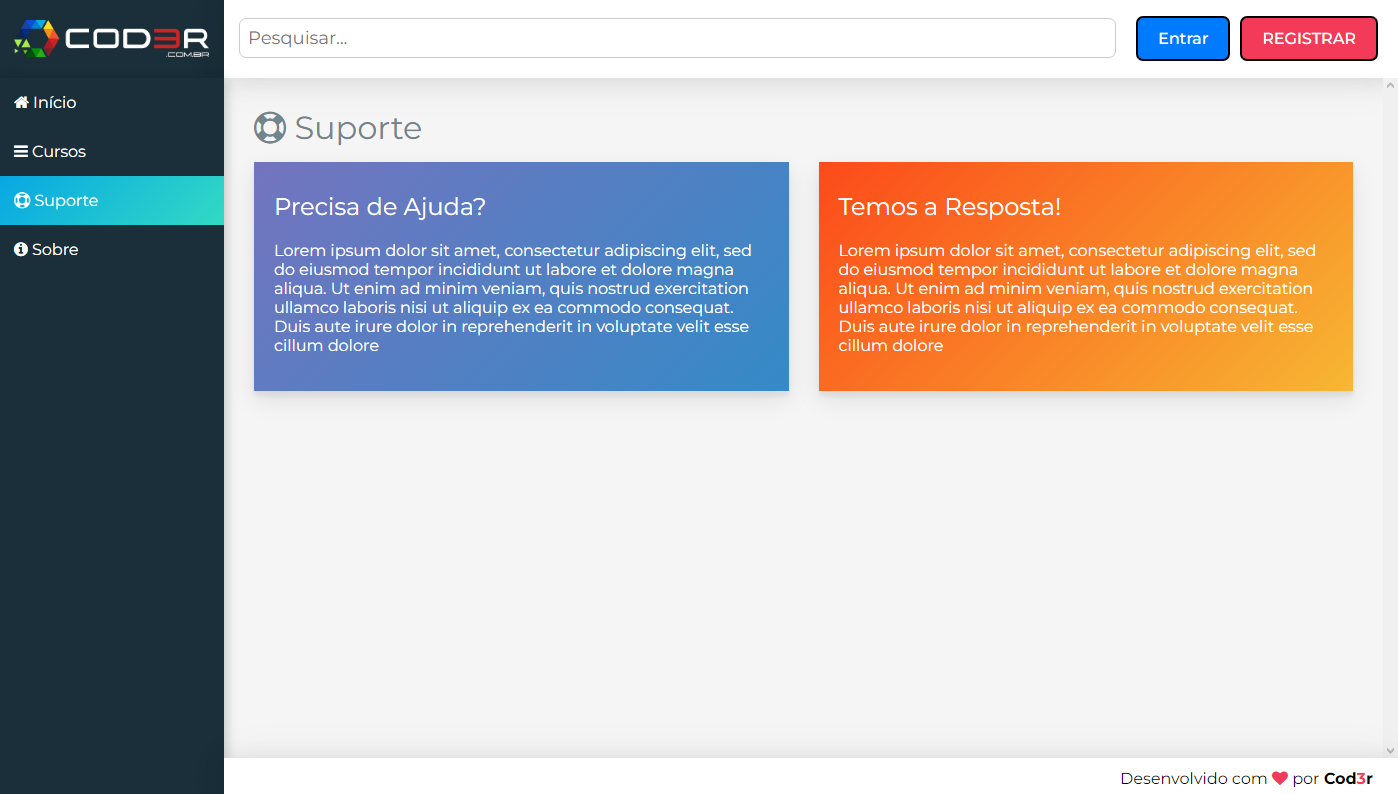 COD3R
.COM.BR
Pesquisar...
Entrar
REGISTRAR
Início
Cursos
Suporte
Sobre
Suporte
Precisa de Ajuda?
Lorem ipsum dolor sit amet, consectetur adipiscing elit, sed
do eiusmod tempor incididunt ut labore et dolore magna
aliqua. Ut enim ad minim veniam, quis nostrud exercitation
ullamco laboris nisi ut aliquip ex ea commodo consequat.
Duis aute irure dolor in reprehenderit in voluptate velit esse
cillum dolore
Temos a Resposta!
Lorem ipsum dolor sit amet, consectetur adipiscing elit, sed
do eiusmod tempor incididunt ut labore et dolore magna
aliqua. Ut enim ad minim veniam, quis nostrud exercitation
ullamco laboris nisi ut aliquip ex ea commodo consequat.
Duis aute irure dolor in reprehenderit in voluptate velit esse
cillum dolore
Desenvolvido com ❤ por Cod3r